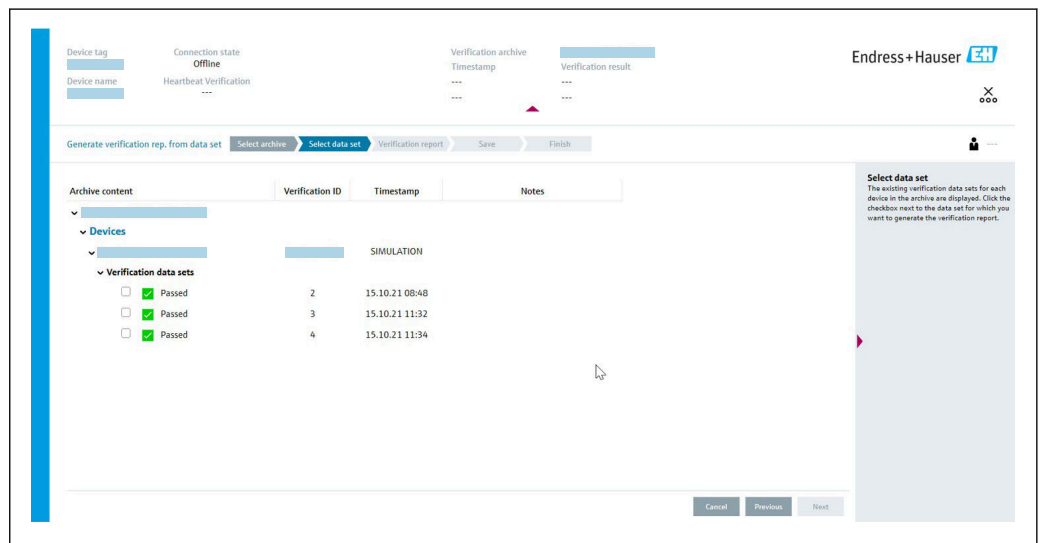 Device tag
Connection state
Offline
Device name
Heartbeat Verification
---
Verification archive
Timestamp
Verification result
---
---
---
---
Endress+Hauser EH
Generate verification rep. from data set
Select archive
Select data set
Verification report
Save
Finish
---
Archive content
Verification ID
Timestamp
Notes
Devices
SIMULATION
Verification data sets
Passed 2 15.10.21 08:48
Passed 3 15.10.21 11:32
Passed 4 15.10.21 11:34
Select data set
The existing verification data sets for each
device in the archive are displayed. Click the
checkbox next to the data set for which you
want to generate the verification report.
Cancel
Previous
Next